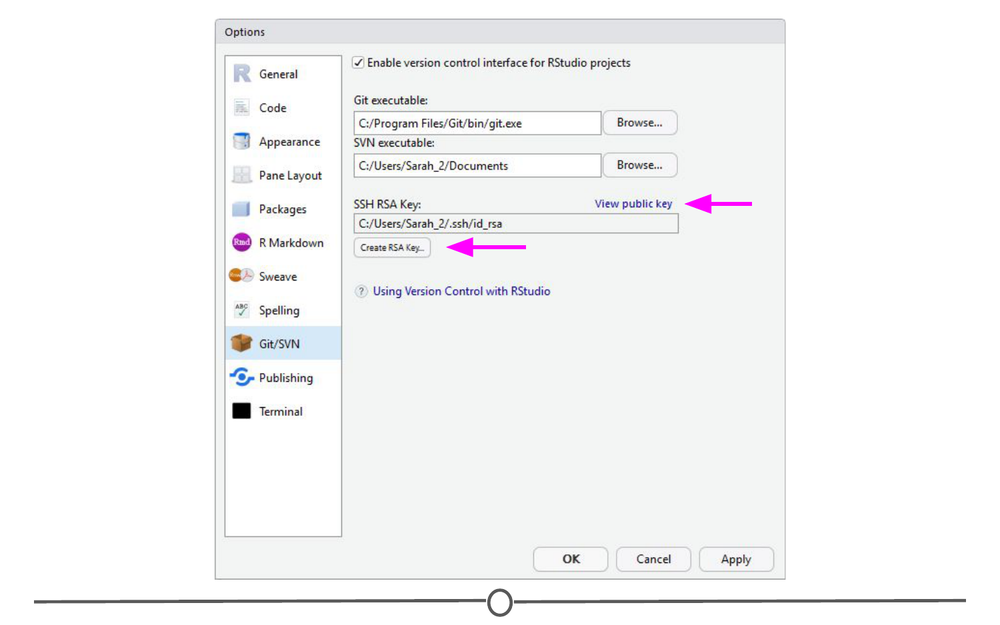 Options
General
Code
Appearance
Pane Layout
Packages
Rmd R Markdown
Sweave
ABC Spelling
Git/SVN
Publishing
Terminal
Enable version control interface for RStudio projects
Git executable:
C:/Program Files/Git/bin/git.exe Browse...
SVN executable:
C:/Users/Sarah_2/Documents Browse...
SSH RSA Key: View public key
C:/Users/Sarah_2/.ssh/id_rsa
Create RSA Key...
? Using Version Control with RStudio
OK Cancel Apply